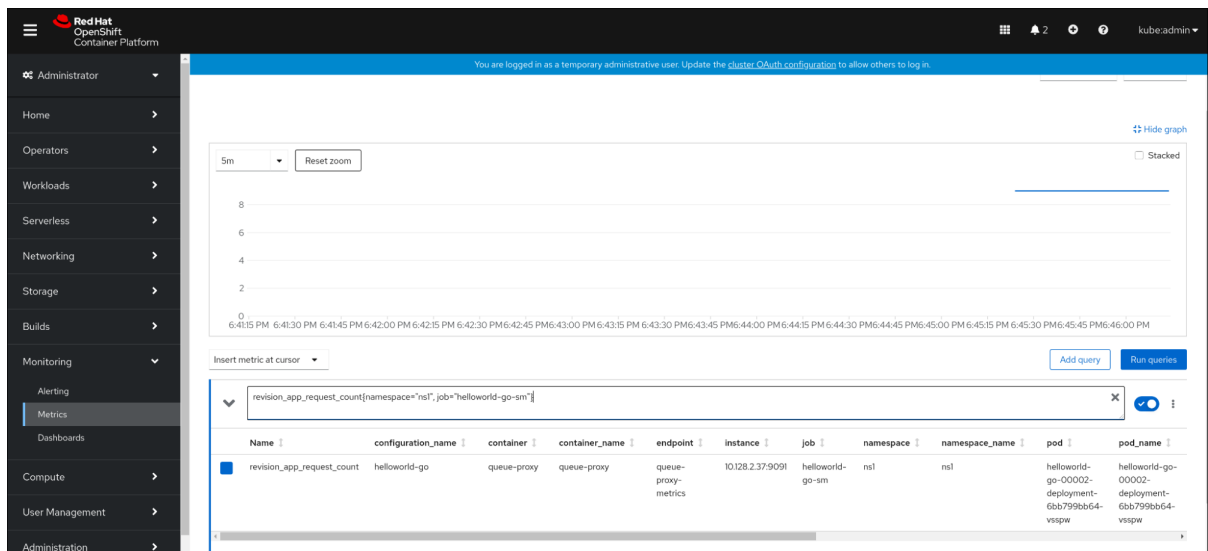 Red Hat
OpenShift
Container Platform
2
kube:admin
Administrator
You are logged in as a temporary administrative user. Update the cluster OAuth configuration to allow others to log in.
Home
Operators
Workloads
Serverless
Networking
Storage
Builds
Monitoring
Alerting
Metrics
Dashboards
Compute
User Management
Administration
Hide graph
5m
Reset zoom
Stacked
8
6
4
2
0
6:41:15 PM 6:41:30 PM 6:41:45 PM 6:42:00 PM 6:42:15 PM 6:42:30 PM 6:42:45 PM 6:43:00 PM 6:43:15 PM 6:43:30 PM 6:43:45 PM 6:44:00 PM 6:44:15 PM 6:44:30 PM 6:44:45 PM 6:45:00 PM 6:45:15 PM 6:45:30 PM 6:45:45 PM 6:46:00 PM
Insert metric at cursor
Add query
Run queries
revision_app_request_count{namespace="ns1", job="helloworld-go-sm"}
Name configuration_name container container_name endpoint instance job namespace namespace_name pod pod_name
revision_app_request_count helloworld-go queue-proxy queue-proxy queue- 10.128.2.37:9091 helloworld- ns1 ns1 helloworld- helloworld-go-
proxy- go-sm go-00002- 00002-
metrics deployment- deployment-
6bb799bb64- 6bb799bb64-
vsspw vsspw